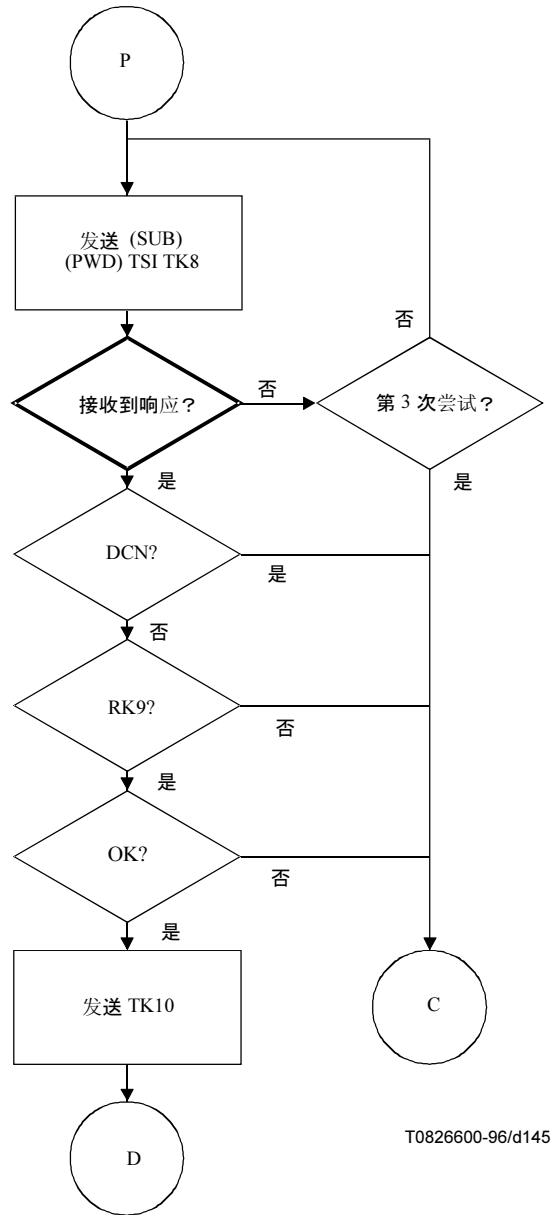 P
发送 (SUB)
(PWD) TSI TK8
否
接收到响应？
否
第 3 次尝试？
是
是
DCN?
是
否
RK9?
否
是
OK?
否
是
发送 TK10
C
D
T0826600-96/d145